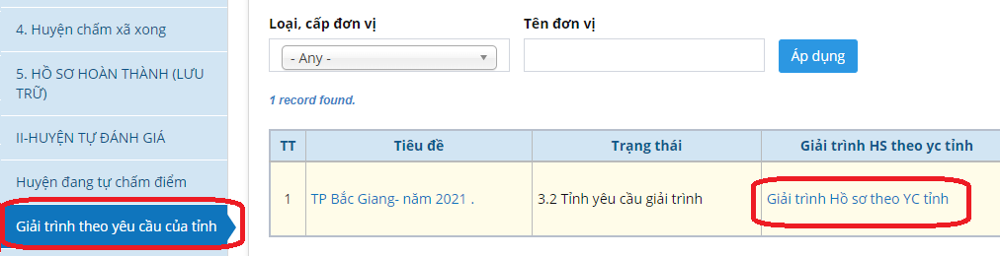 4. Huyện chấm xã xong
5. HỒ SƠ HOÀN THÀNH (LƯU
TRỮ)
II-HUYỆN TỰ ĐÁNH GIÁ
Huyện đang tự chấm điểm
Giải trình theo yêu cầu của tỉnh
Loại, cấp đơn vị Tên đơn vị
- Any - Áp dụng
1 record found.
TT Tiêu đề Trạng thái Giải trình HS theo yc tỉnh
1 TP Bắc Giang- năm 2021 . 3.2 Tỉnh yêu cầu giải trình Giải trình Hồ sơ theo YC tỉnh